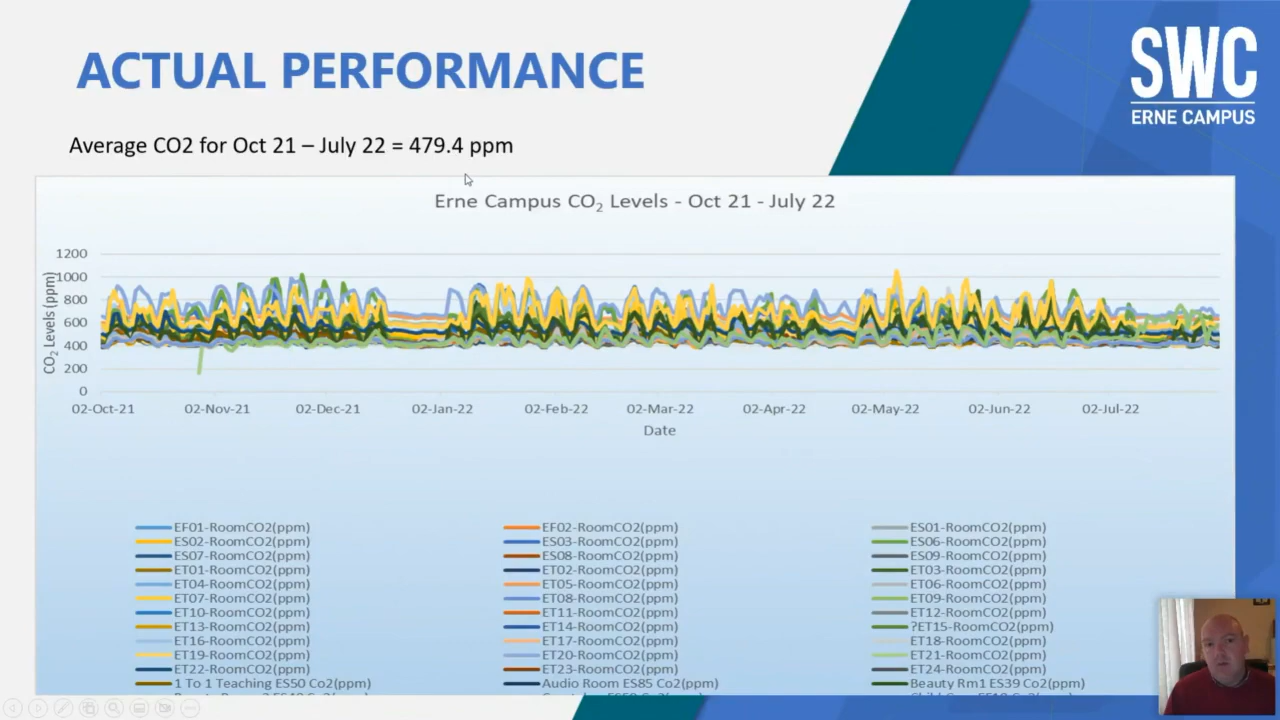 ACTUAL PERFORMANCE
SWC
ERNE CAMPUS
Average CO2 for Oct 21 – July 22 = 479.4 ppm
Erne Campus CO2 Levels - Oct 21 - July 22
CO2 Levels (ppm)
1200
1000
800
600
400
200
0
02-Oct-21 02-Nov-21 02-Dec-21 02-Jan-22 02-Feb-22 02-Mar-22 02-Apr-22 02-May-22 02-Jun-22 02-Jul-22
Date
EF01-RoomCO2(ppm) EF02-RoomCO2(ppm) ES01-RoomCO2(ppm)
ES02-RoomCO2(ppm) ES03-RoomCO2(ppm) ES06-RoomCO2(ppm)
ES07-RoomCO2(ppm) ES08-RoomCO2(ppm) ES09-RoomCO2(ppm)
ET01-RoomCO2(ppm) ET02-RoomCO2(ppm) ET03-RoomCO2(ppm)
ET04-RoomCO2(ppm) ET05-RoomCO2(ppm) ET06-RoomCO2(ppm)
ET07-RoomCO2(ppm) ET08-RoomCO2(ppm) ET09-RoomCO2(ppm)
ET10-RoomCO2(ppm) ET11-RoomCO2(ppm) ET12-RoomCO2(ppm)
ET13-RoomCO2(ppm) ET14-RoomCO2(ppm) ?ET15-RoomCO2(ppm)
ET16-RoomCO2(ppm) ET17-RoomCO2(ppm) ET18-RoomCO2(ppm)
ET19-RoomCO2(ppm) ET20-RoomCO2(ppm) ET21-RoomCO2(ppm)
ET22-RoomCO2(ppm) ET23-RoomCO2(ppm) ET24-RoomCO2(ppm)
1 To 1 Teaching ES50 Co2(ppm) Audio Room ES85 Co2(ppm) Beauty Rm1 ES39 Co2(ppm)